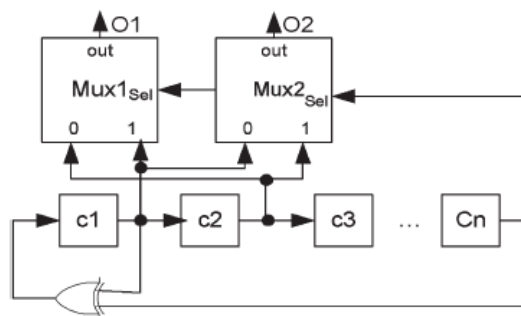 O1 O2
out out
Mux1Sel Mux2Sel
0 1 0 1
c1 c2 c3 ... Cn